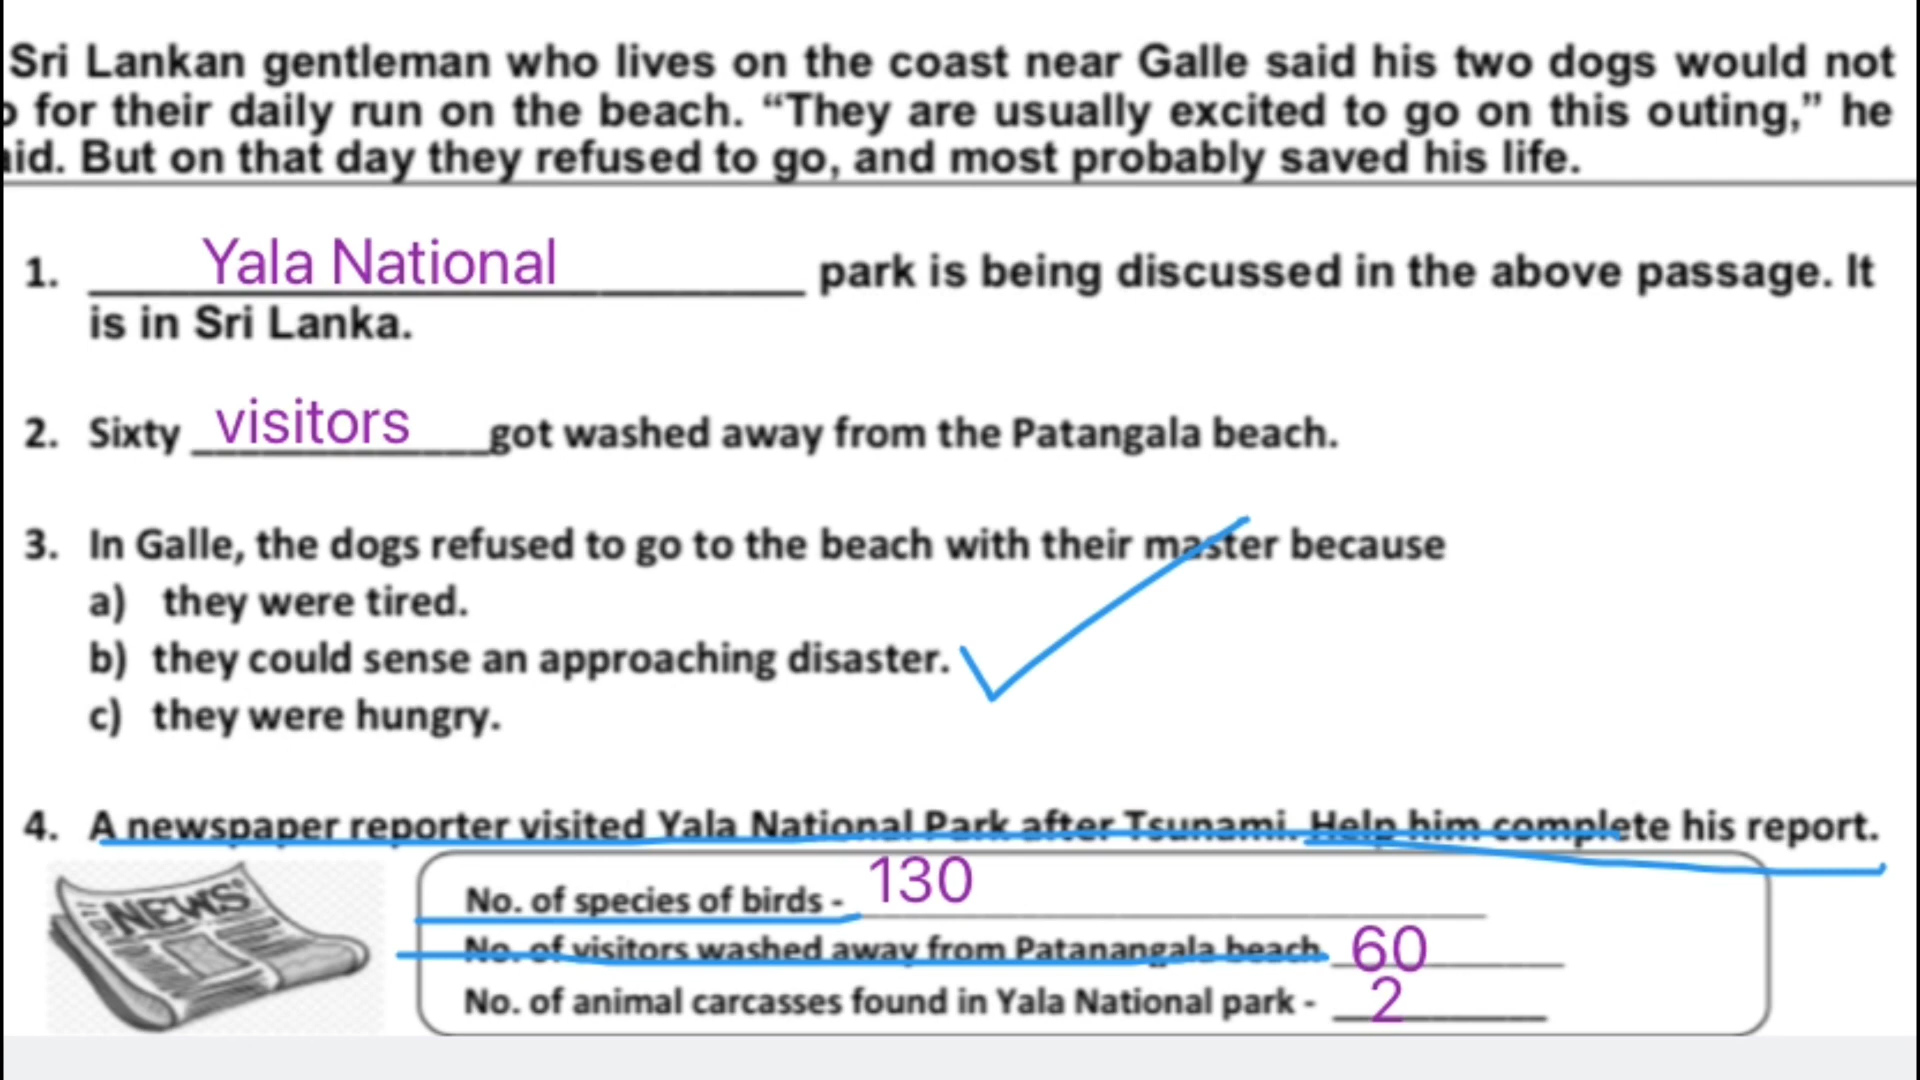 Sri Lankan gentleman who lives on the coast near Galle said his two dogs would not
for their daily run on the beach. “They are usually excited to go on this outing,” he
aid. But on that day they refused to go, and most probably saved his life.
1. Yala National park is being discussed in the above passage. It
is in Sri Lanka.
2. Sixty visitors got washed away from the Patangala beach.
3. In Galle, the dogs refused to go to the beach with their master because
a) they were tired.
b) they could sense an approaching disaster.
c) they were hungry.
4. A newspaper reporter visited Yala National Park after Tsunami. Help him complete his report.
NEWS
No. of species of birds - 130
No. of visitors washed away from Patanangala beach 60
No. of animal carcasses found in Yala National park - 2